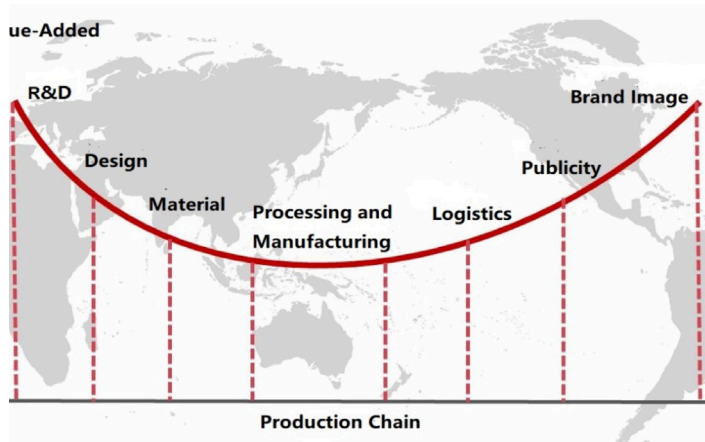 ue-Added
R&D
Brand Image
Design
Publicity
Material
Processing and
Manufacturing
Logistics
Production Chain